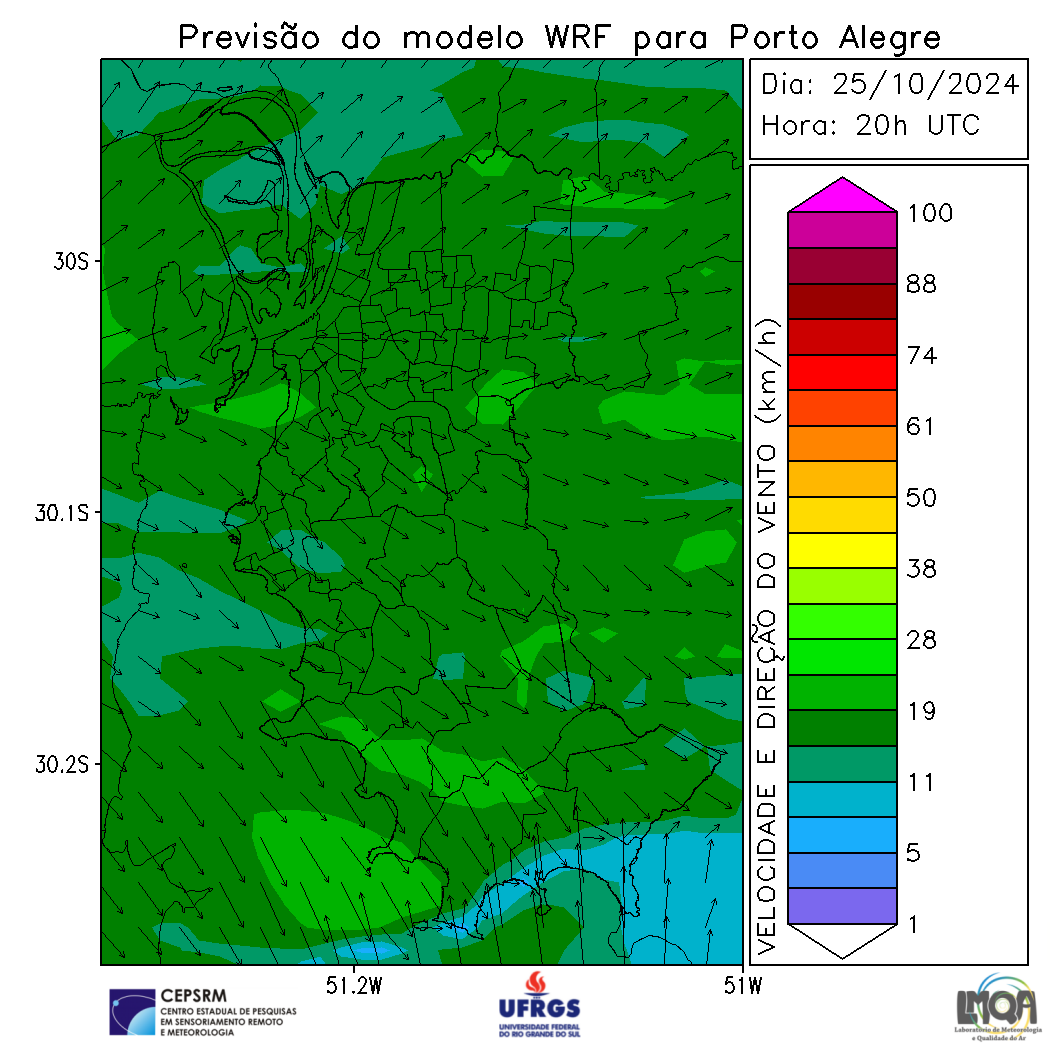 Previsão do modelo WRF para Porto Alegre
Dia: 25/10/2024
Hora: 20h UTC
100
88
74
61
50
38
28
19
11
5
1
VELOCIDADE E DIREÇÃO DO VENTO (km/h)
30S
30.1S
30.2S
51.2W
51W
CEPSRM
CENTRO ESTADUAL DE PESQUISAS
EM SENSORIAMENTO REMOTO
E METEOROLOGIA
UFRGS
UNIVERSIDADE FEDERAL
DO RIO GRANDE DO SUL
LMQA
Laboratório de Meteorologia
e Qualidade do Ar